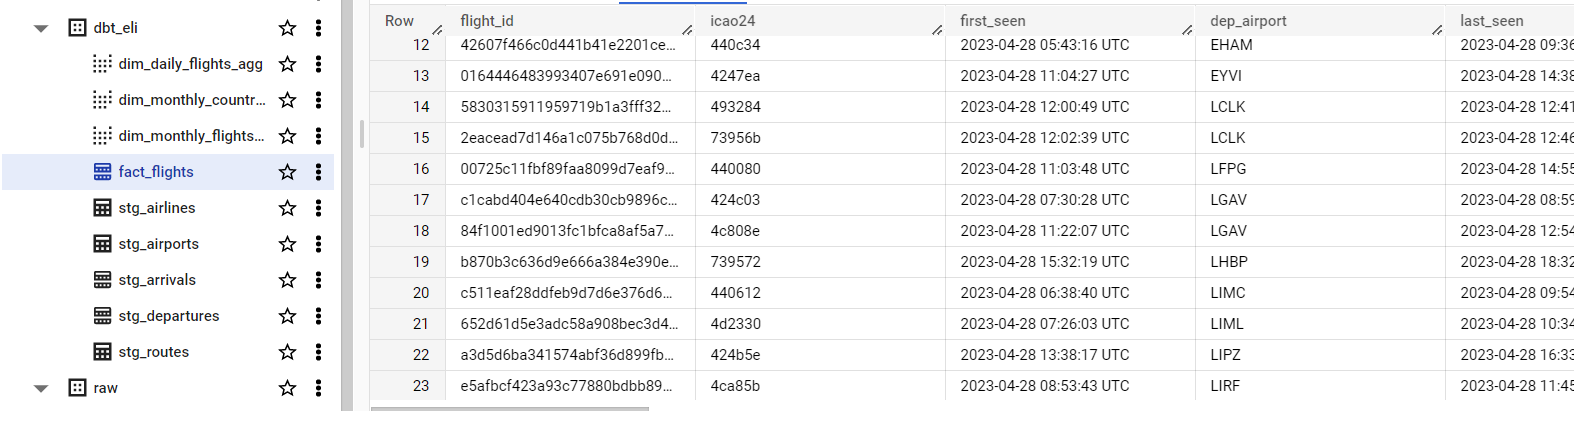 dbt_eli
dim_daily_flights_agg
dim_monthly_countr...
dim_monthly_flights...
fact_flights
stg_airlines
stg_airports
stg_arrivals
stg_departures
stg_routes
raw
Row flight_id icao24 first_seen dep_airport last_seen
12 42607f466c0d441b41e2201ce... 440c34 2023-04-28 05:43:16 UTC EHAM 2023-04-28 09:36
13 0164446483993407e691e090... 4247ea 2023-04-28 11:04:27 UTC EYVI 2023-04-28 14:38
14 5830315911959719b1a3fff32... 493284 2023-04-28 12:00:49 UTC LCLK 2023-04-28 12:41
15 2eacead7d146a1c075b768d0d... 73956b 2023-04-28 12:02:39 UTC LCLK 2023-04-28 12:46
16 00725c11fbf89faa8099d7eaf9... 440080 2023-04-28 11:03:48 UTC LFPG 2023-04-28 14:55
17 c1cabd404e640cdb30cb9896c... 424c03 2023-04-28 07:30:28 UTC LGAV 2023-04-28 08:59
18 84f1001ed9013fc1bfca8af5a7... 4c808e 2023-04-28 11:22:07 UTC LGAV 2023-04-28 12:54
19 b870b3c636d9e666a384e390e... 739572 2023-04-28 15:32:19 UTC LHBP 2023-04-28 18:32
20 c511eaf28ddfeb9d7d6e376d6... 440612 2023-04-28 06:38:40 UTC LIMC 2023-04-28 09:54
21 652d61d5e3adc58a908bec3d4... 4d2330 2023-04-28 07:26:03 UTC LIML 2023-04-28 10:34
22 a3d5d6ba341574abf36d899fb... 424b5e 2023-04-28 13:38:17 UTC LIPZ 2023-04-28 16:33
23 e5afbcf423a93c77880bdbb89... 4ca85b 2023-04-28 08:53:43 UTC LIRF 2023-04-28 11:45